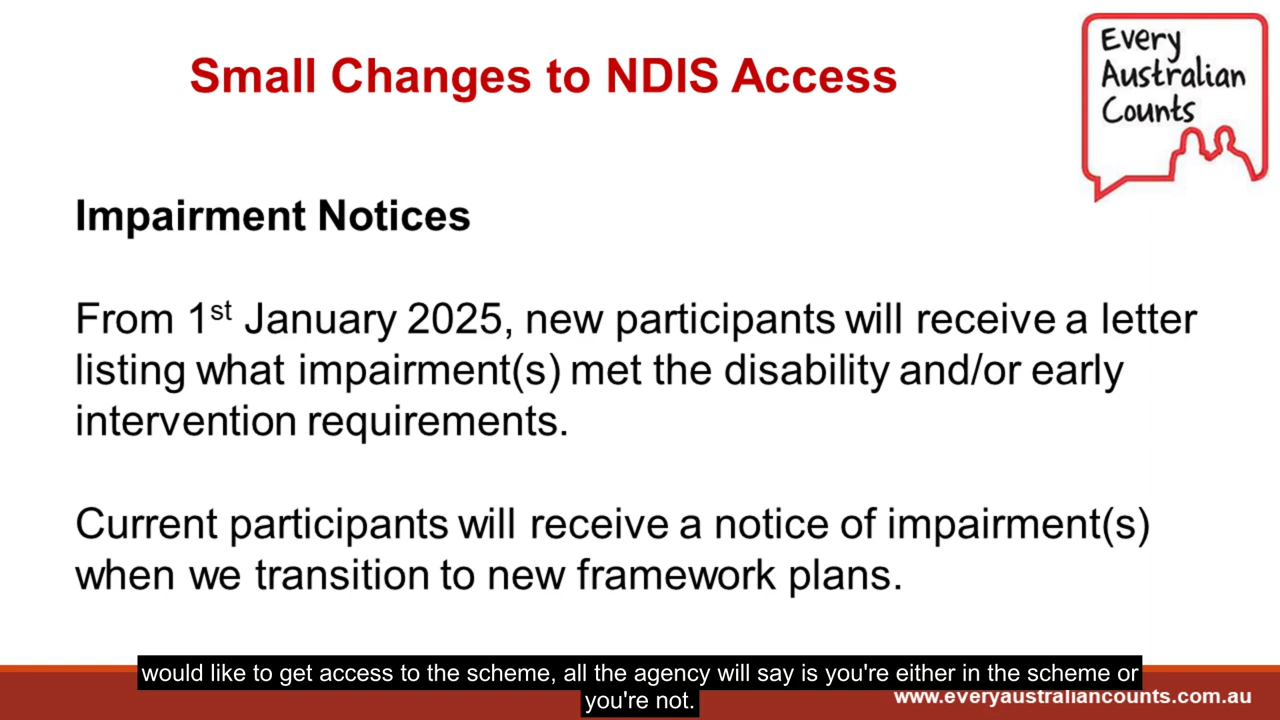 Small Changes to NDIS Access
Every
Australian
Counts
Impairment Notices
From 1st January 2025, new participants will receive a letter
listing what impairment(s) met the disability and/or early
intervention requirements.
Current participants will receive a notice of impairment(s)
when we transition to new framework plans.
would like to get access to the scheme, all the agency will say is you're either in the scheme or
you're not.
www.everyaustraliancounts.com.au